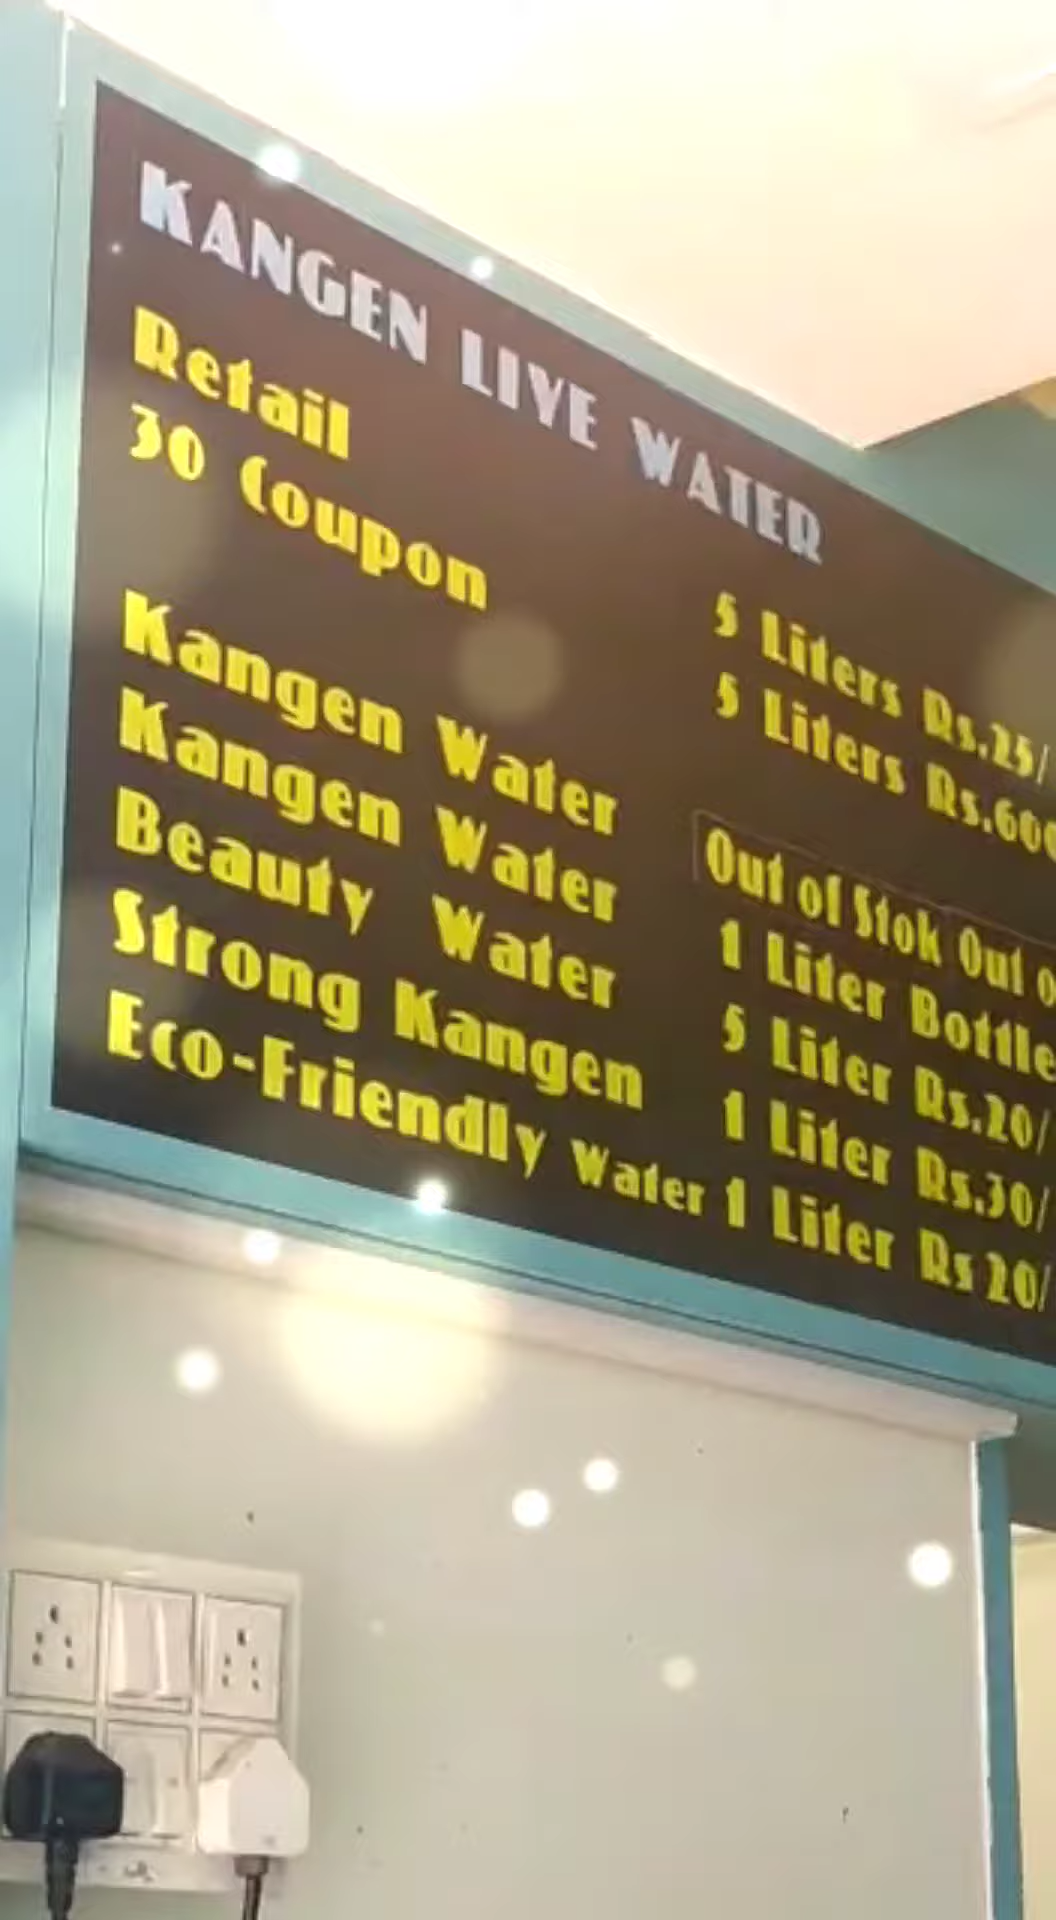 KANGEN LIVE WATER
Retail 5 Liters Rs.25/
30 Coupon 5 Liters Rs.600
Kangen Water Out of Stok Out o
Kangen Water 1 Liter Bottle
Beauty Water 5 Liter Rs.20/
Strong Kangen 1 Liter Rs.30/
Eco-Friendly Water 1 Liter Rs 20/